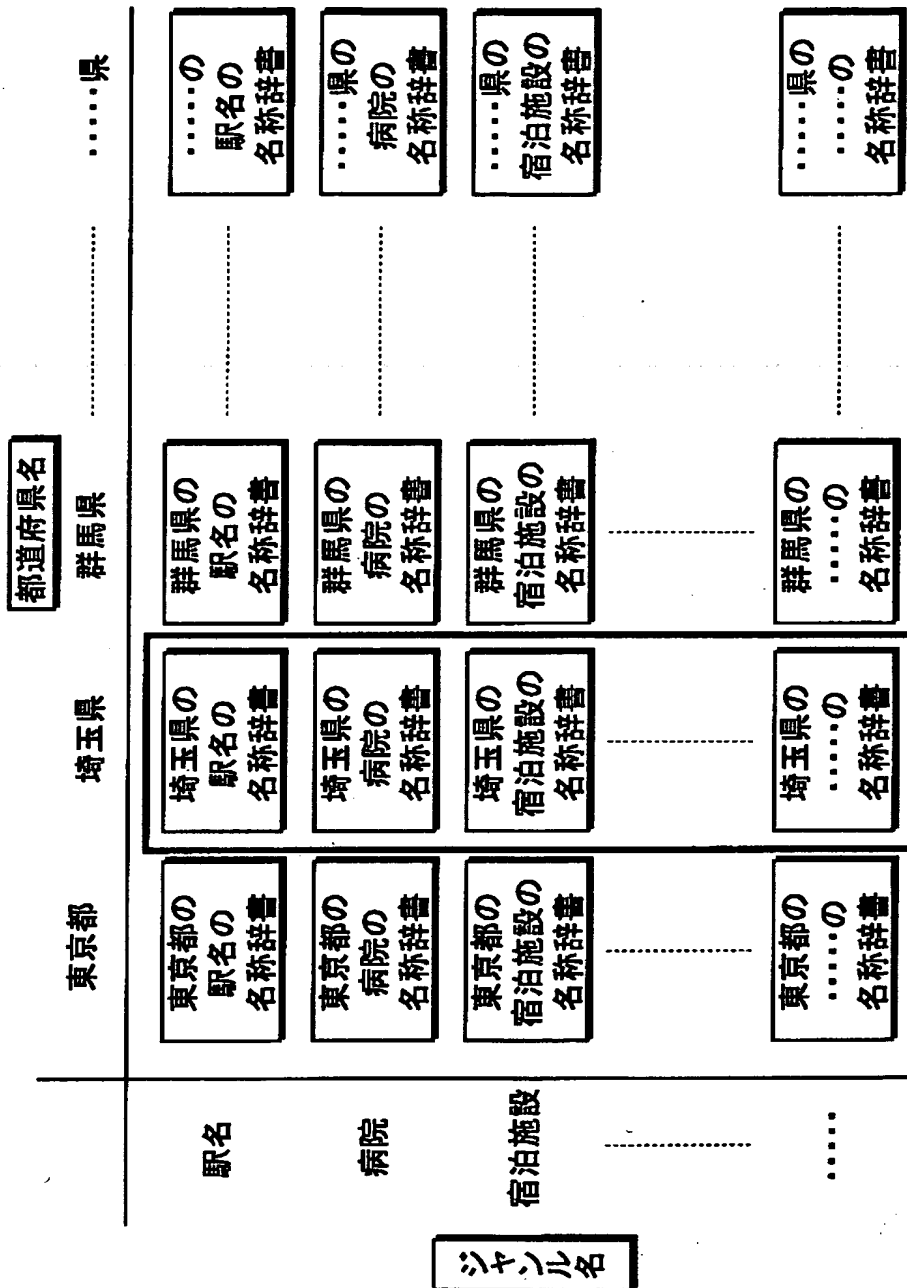 都道府県名
東京都
埼玉県
群馬県
……県
ジャンル名
駅名
東京都の
駅名の
名称辞書
埼玉県の
駅名の
名称辞書
群馬県の
駅名の
名称辞書
……の
駅名の
名称辞書
病院
東京都の
病院の
名称辞書
埼玉県の
病院の
名称辞書
群馬県の
病院の
名称辞書
……県の
病院の
名称辞書
宿泊施設
東京都の
宿泊施設の
名称辞書
埼玉県の
宿泊施設の
名称辞書
群馬県の
宿泊施設の
名称辞書
……県の
宿泊施設の
名称辞書
……
東京都の
……の
名称辞書
埼玉県の
……の
名称辞書
群馬県の
……の
名称辞書
……県の
……の
名称辞書